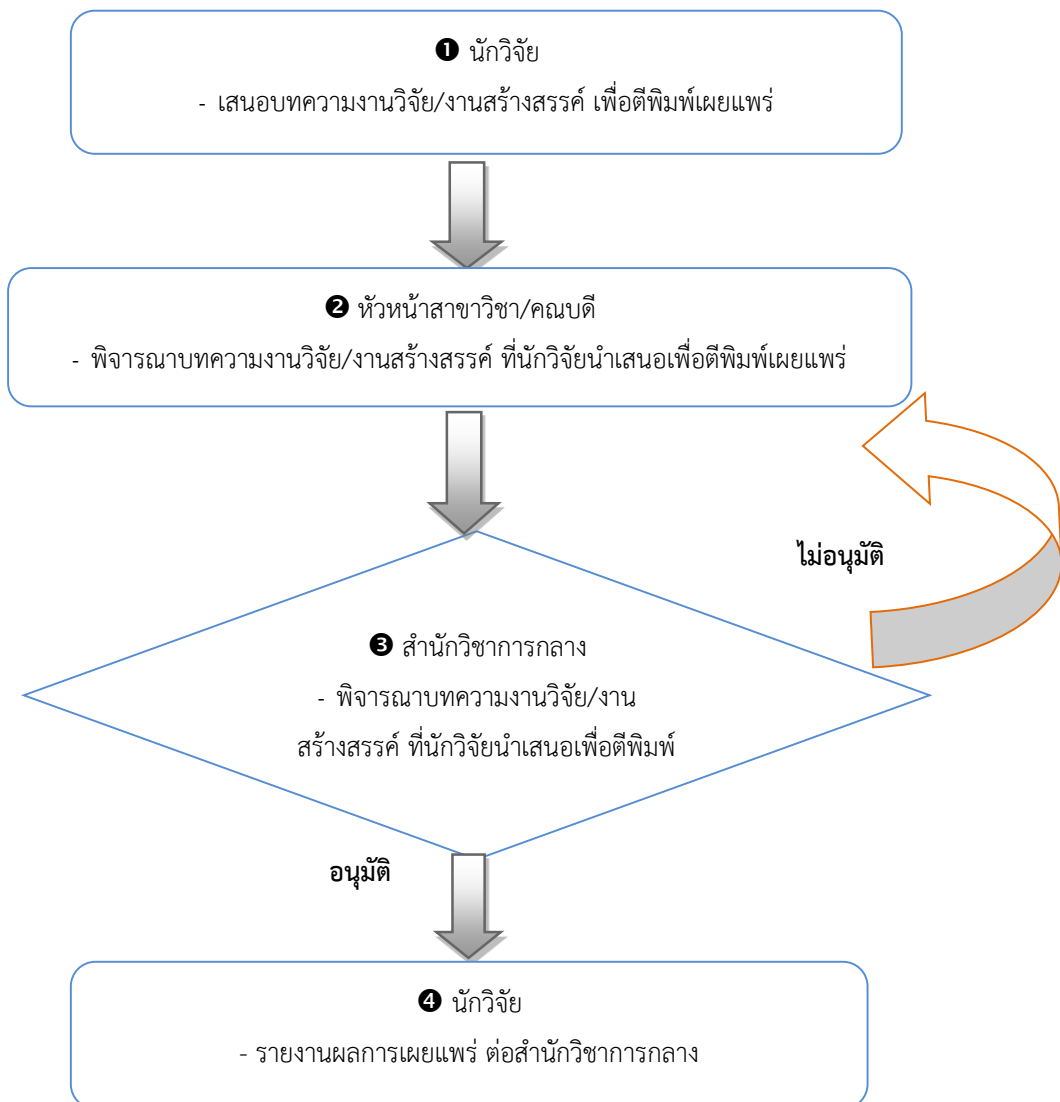 ❶ นักวิจัย
- เสนอบทความงานวิจัย/งานสร้างสรรค์ เพื่อตีพิมพ์เผยแพร่
❷ หัวหน้าสาขาวิชา/คณบดี
- พิจารณาบทความงานวิจัย/งานสร้างสรรค์ ที่นักวิจัยนำเสนอเพื่อตีพิมพ์เผยแพร่
ไม่อนุมัติ
❸ สำนักวิชาการกลาง
- พิจารณาบทความงานวิจัย/งาน
สร้างสรรค์ ที่นักวิจัยนำเสนอเพื่อตีพิมพ์
อนุมัติ
❹ นักวิจัย
- รายงานผลการเผยแพร่ ต่อสำนักวิชาการกลาง